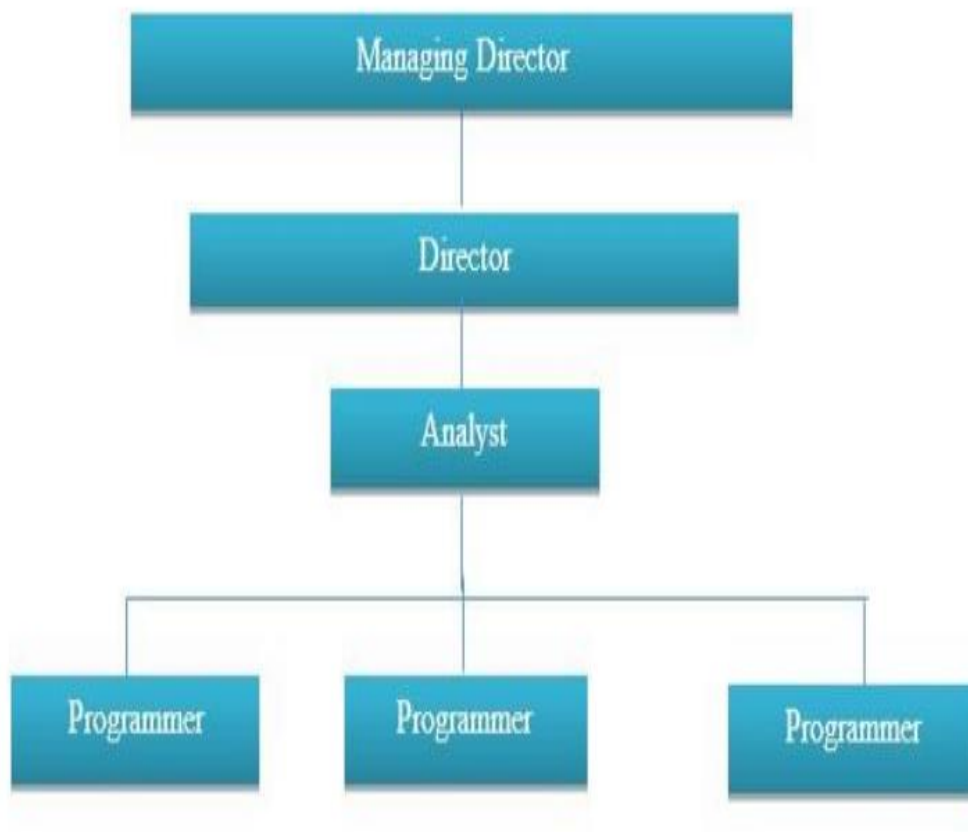 Managing Director
Director
Analyst
Programmer
Programmer
Programmer